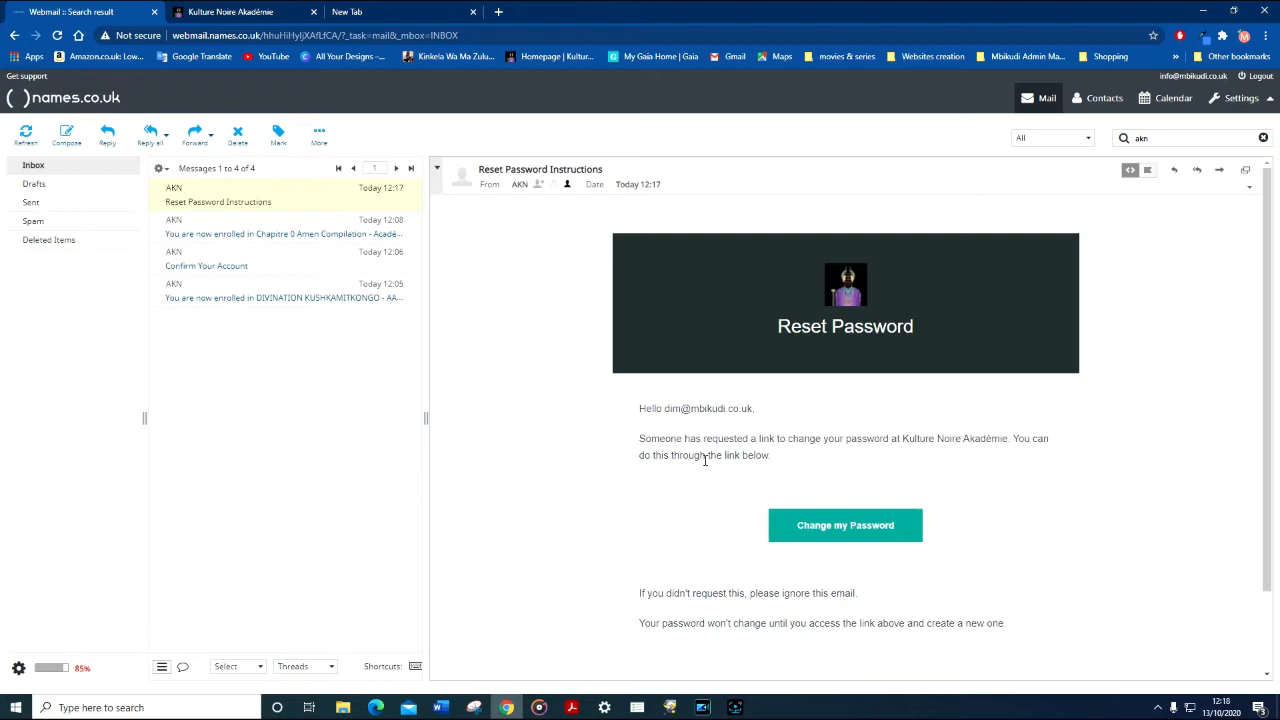 Webmail :: Search result
Kulture Noire Akadémie
New Tab
Not secure
webmail.names.co.uk/hhuHiHyIjXAfLfCA/?_task=mail&_mbox=INBOX
Apps
Amazon.co.uk: Low...
Google Translate
YouTube
All Your Designs –...
Kinkela Wa Ma Zulu...
Homepage | Kultur...
My Gaia Home | Gaia
Gmail
Maps
movies & series
Websites creation
Mbikudi Admin Ma...
Shopping
Other bookmarks
Get support
info@mbikudi.co.uk
Logout
names.co.uk
Mail
Contacts
Calendar
Settings
Refresh
Compose
Reply
Reply all
Forward
Delete
Mark
More
All
akn
Inbox
Drafts
Sent
Spam
Deleted Items
Messages 1 to 4 of 4
1
AKN Today 12:17
Reset Password Instructions
AKN Today 12:08
You are now enrolled in Chapitre 0 Amen Compilation - Acadé...
AKN Today 12:06
Confirm Your Account
AKN Today 12:05
You are now enrolled in DIVINATION KUSHKAMITKONGO - AA...
Reset Password Instructions
From AKN Date Today 12:17
Reset Password
Hello dim@mbikudi.co.uk,
Someone has requested a link to change your password at Kulture Noire Akadémie. You can
do this through the link below.
Change my Password
If you didn't request this, please ignore this email.
Your password won't change until you access the link above and create a new one.
85%
Select
Threads
Shortcuts:
Type here to search
12:18
13/10/2020